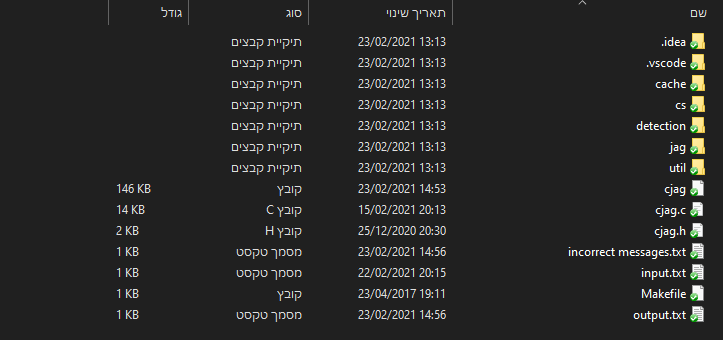 שם תאריך שינוי סוג גודל
.idea 23/02/2021 13:13 תיקיית קבצים
.vscode 23/02/2021 13:13 תיקיית קבצים
cache 23/02/2021 13:13 תיקיית קבצים
cs 23/02/2021 13:13 תיקיית קבצים
detection 23/02/2021 13:13 תיקיית קבצים
jag 23/02/2021 13:13 תיקיית קבצים
util 23/02/2021 13:13 תיקיית קבצים
cjag 23/02/2021 14:53 קובץ 146 KB
cjag.c 15/02/2021 20:13 קובץ C 14 KB
cjag.h 25/12/2020 20:30 קובץ H 2 KB
incorrect messages.txt 23/02/2021 14:56 מסמך טקסט 1 KB
input.txt 22/02/2021 20:15 מסמך טקסט 1 KB
Makefile 23/04/2017 19:11 קובץ 1 KB
output.txt 23/02/2021 14:56 מסמך טקסט 1 KB